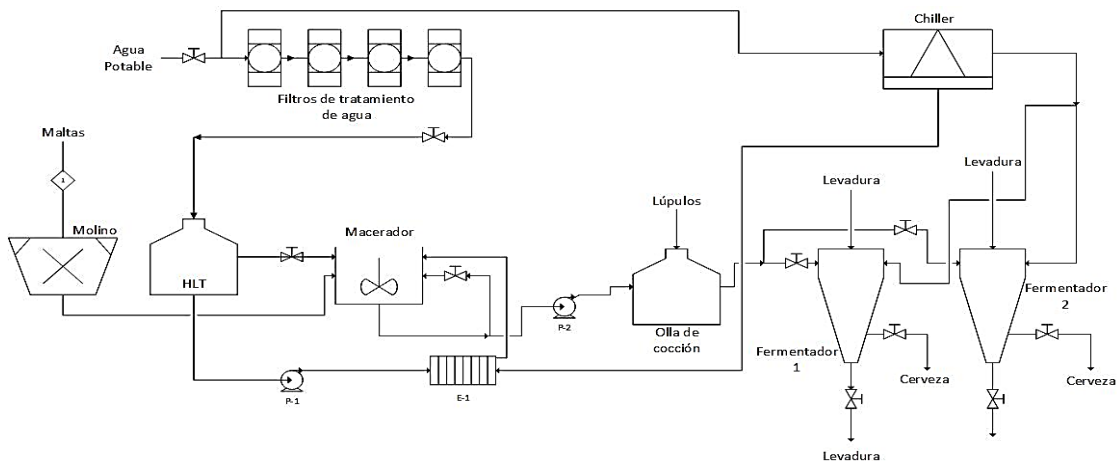 Chiller
Agua
Potable
Filtros de tratamiento
de agua
Maltas
1
Molino
HLT
Macerador
Lúpulos
Levadura
Levadura
P-2
Olla de
cocción
Fermentador
1
Fermentador
2
Cerveza
Cerveza
P-1
E-1
Levadura